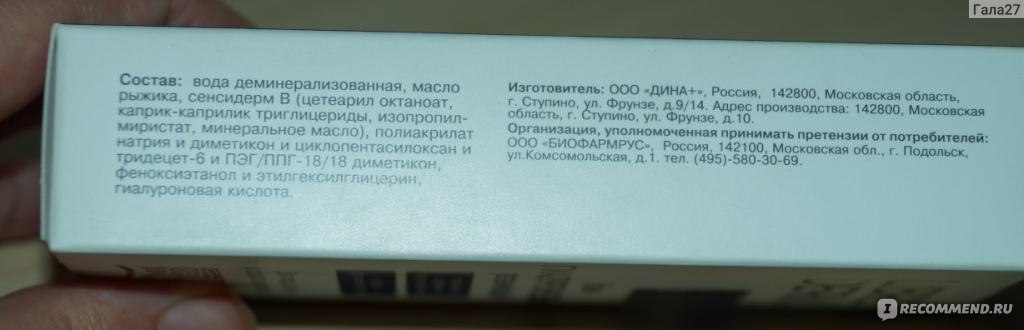 Гала27
Состав: вода деминерализованная, масло
рыжика, сенсидерм В (цетеарил октаноат,
каприк-каприлик триглицериды, изопропил-
миристат, минеральное масло), полиакрилат
натрия и диметикон и циклопентасилоксан и
тридецет-6 и ПЭГ/ППГ-18/18 диметикон,
феноксиэтанол и этилгексилглицерин,
гиалуроновая кислота.
Изготовитель: ООО «ДИНА+», Россия, 142800, Московская область,
г. Ступино, ул. Фрунзе, д.9/14. Адрес производства: 142800, Московская
область, г. Ступино, ул. Фрунзе, д.10.
Организация, уполномоченная принимать претензии от потребителей:
ООО «БИОФАРМРУС», Россия, 142100, Московская обл., г. Подольск,
ул.Комсомольская, д.1. тел. (495)-580-30-69.
IRECOMMEND.RU